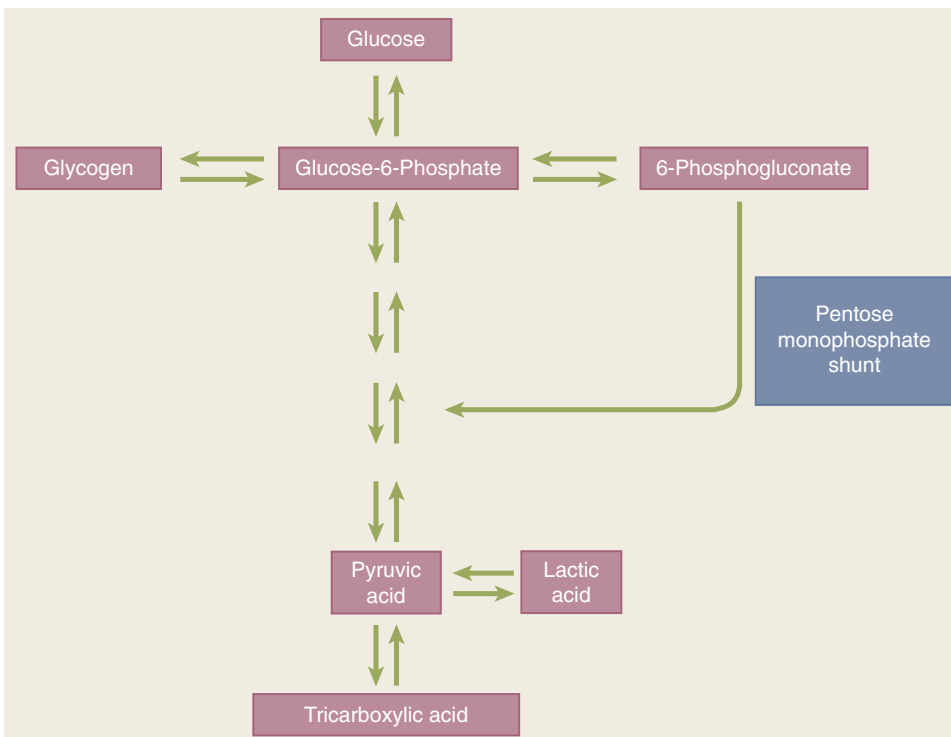 Glucose
Glycogen
Glucose-6-Phosphate
6-Phosphogluconate
Pentose
monophosphate
shunt
Pyruvic
acid
Lactic
acid
Tricarboxylic acid